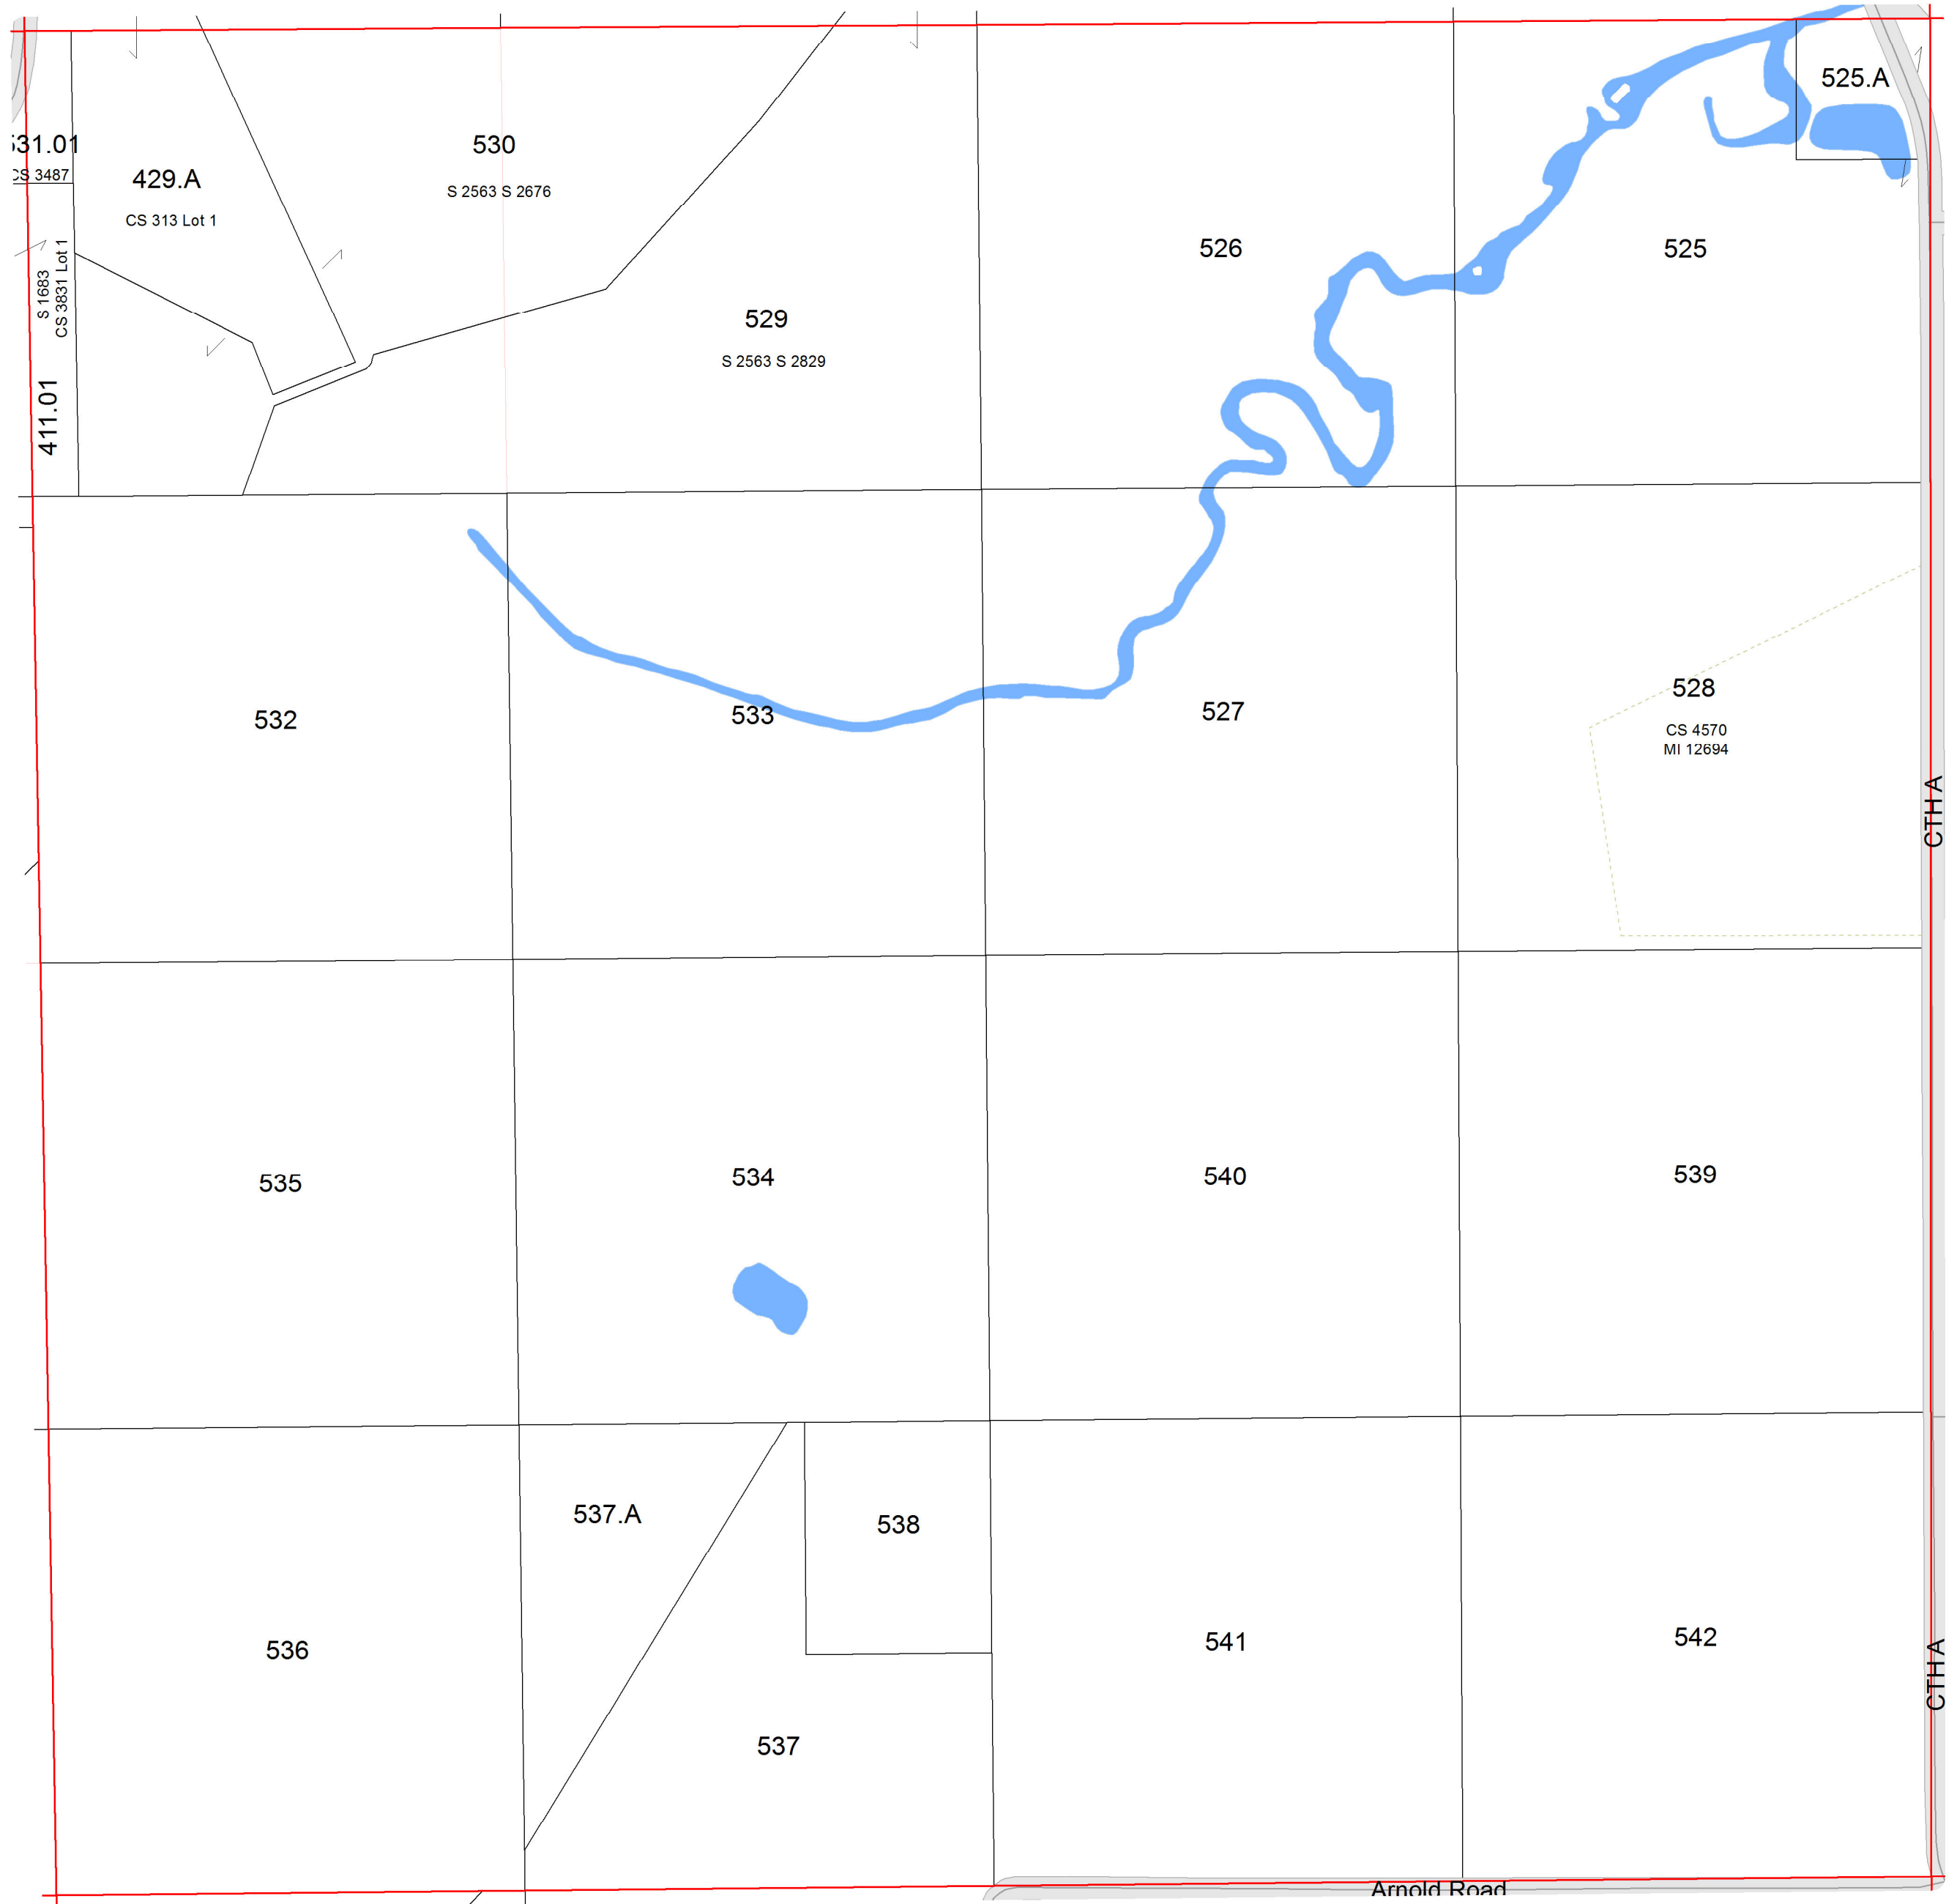 525.A
31.01
CS 3487
429.A
CS 313 Lot 1
530
S 2563 S 2676
S 1683
CS 3831 Lot 1
411.01
529
S 2563 S 2829
526
525
532
533
527
528
CS 4570
MI 12694
CTH A
535
534
540
539
537.A
538
536
537
541
542
CTH A
Arnold Road